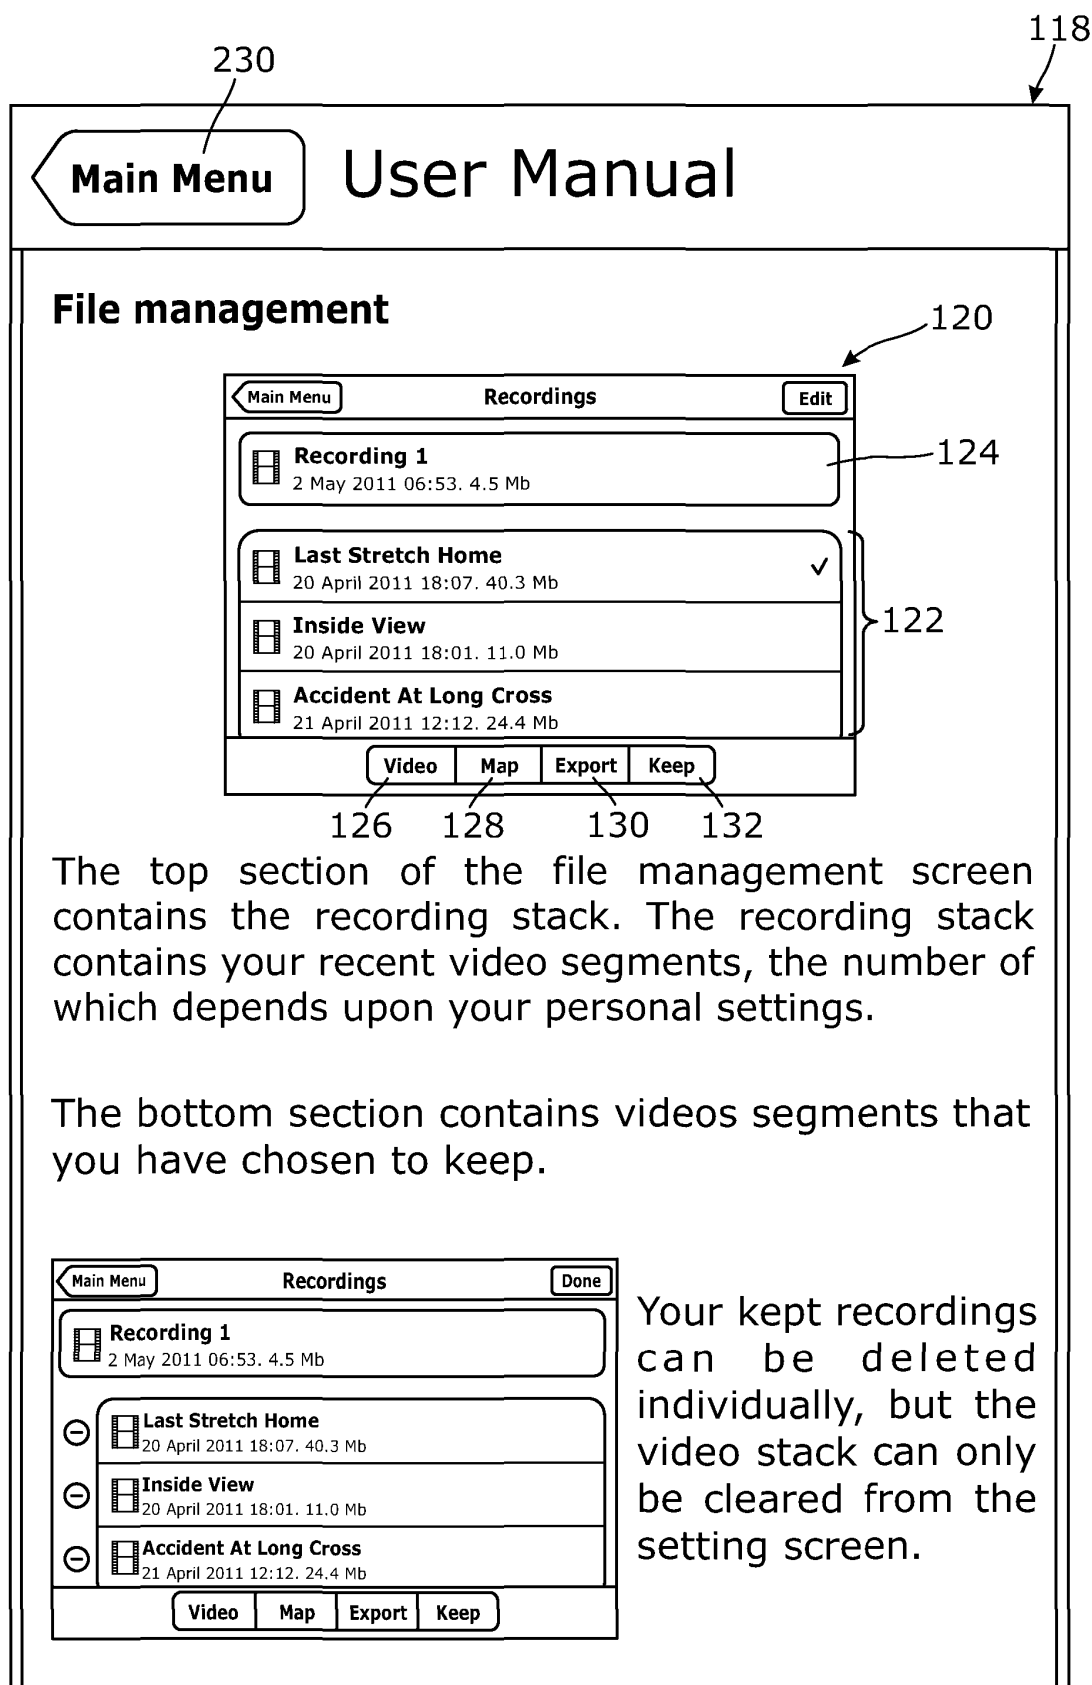 118
230
Main Menu User Manual
File management
120
Main Menu Recordings Edit
Recording 1
2 May 2011 06:53. 4.5 Mb
124
Last Stretch Home
20 April 2011 18:07. 40.3 Mb
Inside View
20 April 2011 18:01. 11.0 Mb
122
Accident At Long Cross
21 April 2011 12:12. 24.4 Mb
Video Map Export Keep
126 128 130 132
The top section of the file management screen
contains the recording stack. The recording stack
contains your recent video segments, the number of
which depends upon your personal settings.
The bottom section contains videos segments that
you have chosen to keep.
Main Menu Recordings Done
Recording 1
2 May 2011 06:53. 4.5 Mb
Last Stretch Home
20 April 2011 18:07. 40.3 Mb
Inside View
20 April 2011 18:01. 11.0 Mb
Accident At Long Cross
21 April 2011 12:12. 24.4 Mb
Video Map Export Keep
Your kept recordings
can be deleted
individually, but the
video stack can only
be cleared from the
setting screen.